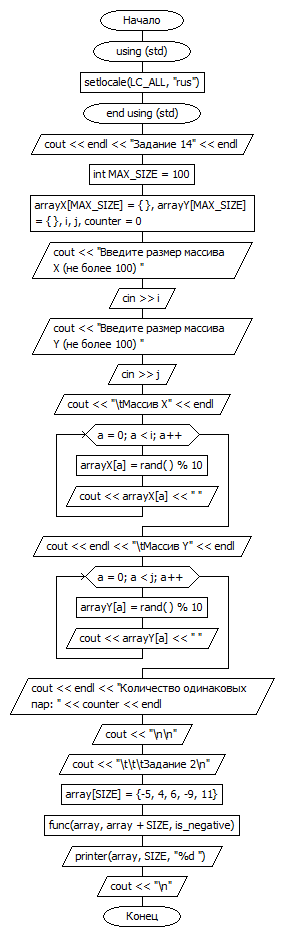 Начало
using (std)
setlocale(LC_ALL, "rus")
end using (std)
cout << endl << "Задание 14" << endl
int MAX_SIZE = 100
arrayX[MAX_SIZE] = {}, arrayY[MAX_SIZE]
= {}, i, j, counter = 0
cout << "Введите размер массива
X (не более 100) "
cin >> i
cout << "Введите размер массива
Y (не более 100) "
cin >> j
cout << "\tМассив X" << endl
a = 0; a < i; a++
arrayX[a] = rand() % 10
cout << arrayX[a] << " "
cout << endl << "\tМассив Y" << endl
a = 0; a < j; a++
arrayY[a] = rand() % 10
cout << arrayY[a] << " "
cout << endl << "Количество одинаковых
пар: " << counter << endl
cout << "\n\n"
cout << "\t\t\tЗадание 2\n"
array[SIZE] = {-5, 4, 6, -9, 11}
func(array, array + SIZE, is_negative)
printer(array, SIZE, "%d ")
cout << "\n"
Конец